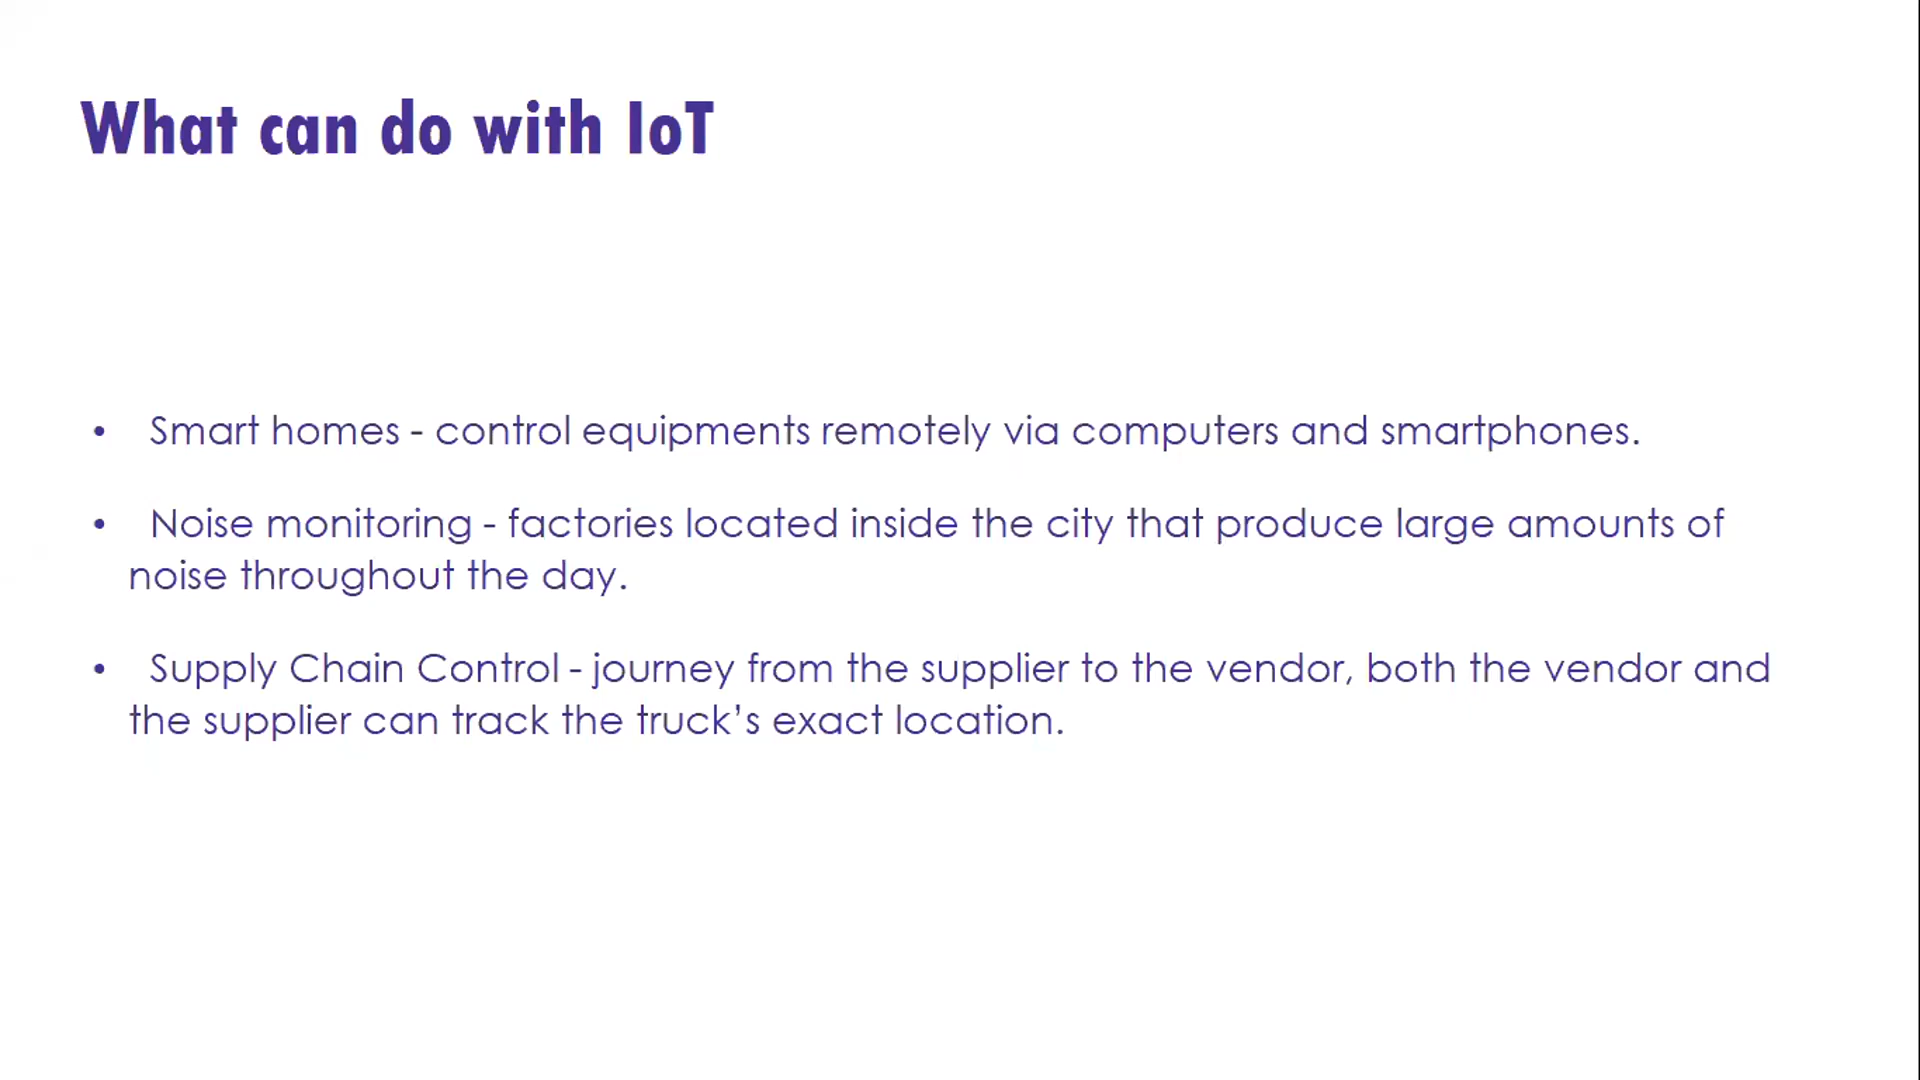 What can do with IoT
• Smart homes - control equipments remotely via computers and smartphones.
• Noise monitoring - factories located inside the city that produce large amounts of
noise throughout the day.
• Supply Chain Control - journey from the supplier to the vendor, both the vendor and
the supplier can track the truck’s exact location.